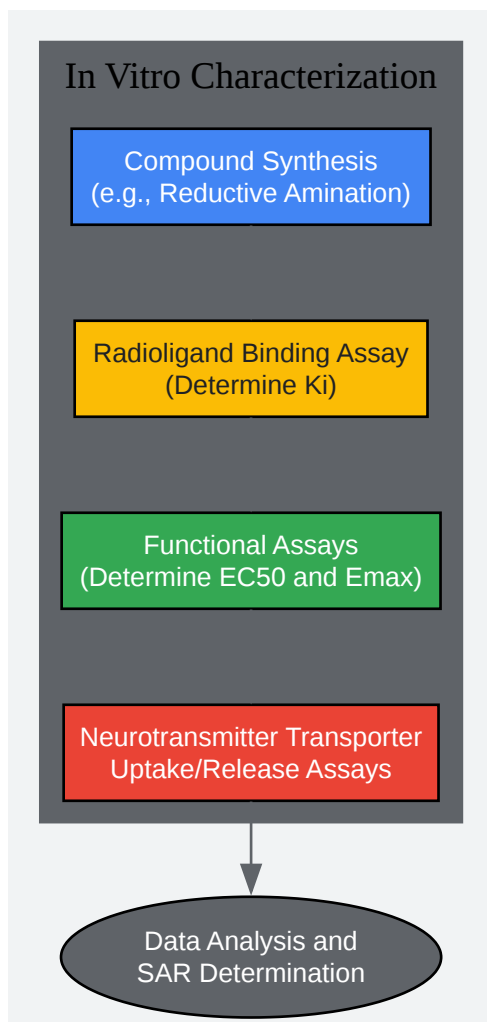 In Vitro Characterization
Compound Synthesis
(e.g., Reductive Amination)
Radioligand Binding Assay
(Determine Ki)
Functional Assays
(Determine EC50 and Emax)
Neurotransmitter Transporter
Uptake/Release Assays
Data Analysis and
SAR Determination